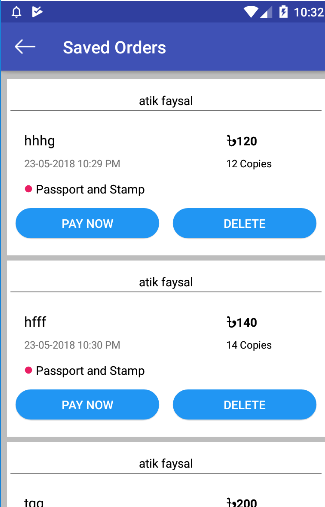 10:32
Saved Orders
atik faysal
hhhg
৳120
23-05-2018 10:29 PM
12 Copies
Passport and Stamp
PAY NOW
DELETE
atik faysal
hfff
৳140
23-05-2018 10:30 PM
14 Copies
Passport and Stamp
PAY NOW
DELETE
atik faysal
৳200